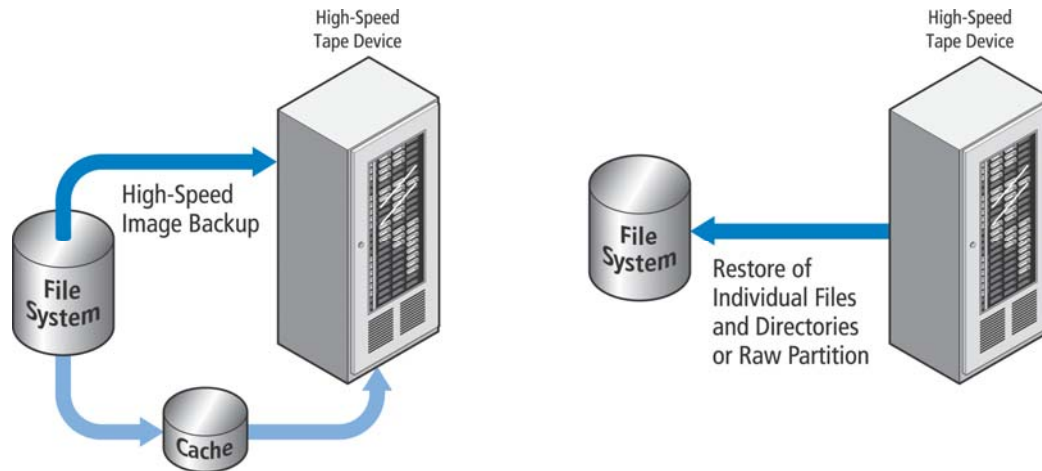 High-Speed
Tape Device
High-Speed
Image Backup
File
System
Cache
High-Speed
Tape Device
File
System
Restore of
Individual Files
and Directories
or Raw Partition